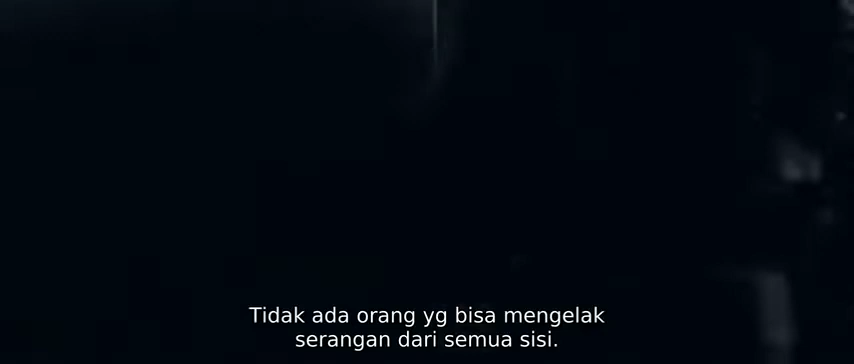 Tidak ada orang yg bisa mengelak
serangan dari semua sisi.